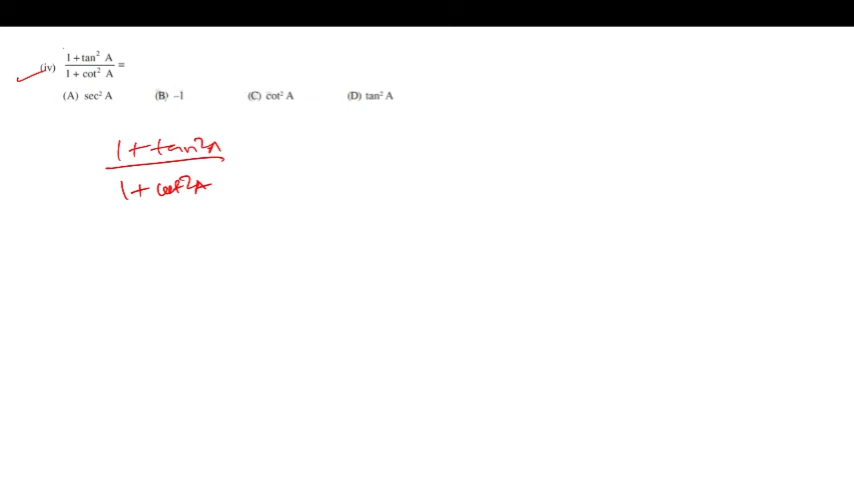 (iv) 1 + tan² A / 1 + cot² A =
(A) sec² A (B) –1 (C) cot² A (D) tan² A
1 + tan²A
1 + cot²A